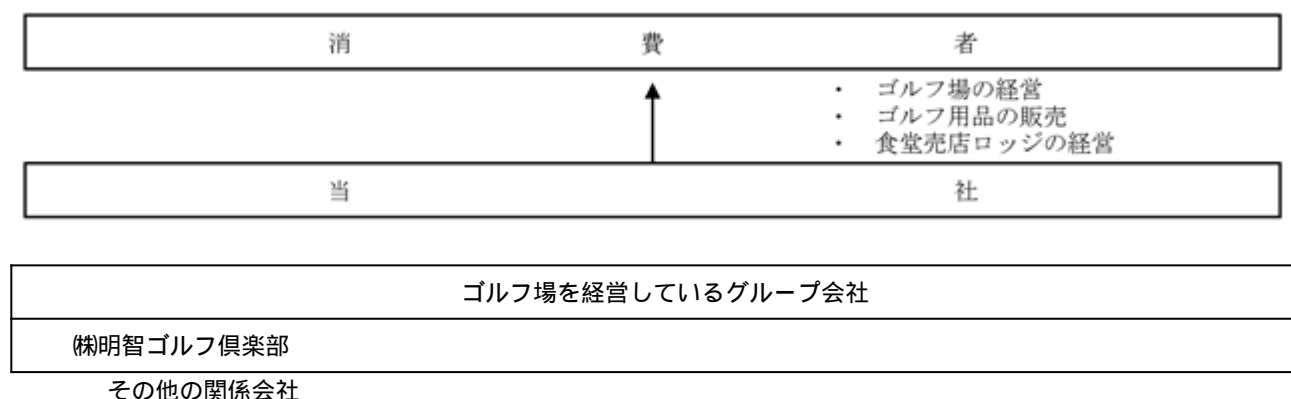 消費者
・ ゴルフ場の経営
・ ゴルフ用品の販売
・ 食堂売店ロッジの経営
当社
ゴルフ場を経営しているグループ会社
㈱明智ゴルフ倶楽部
その他の関係会社